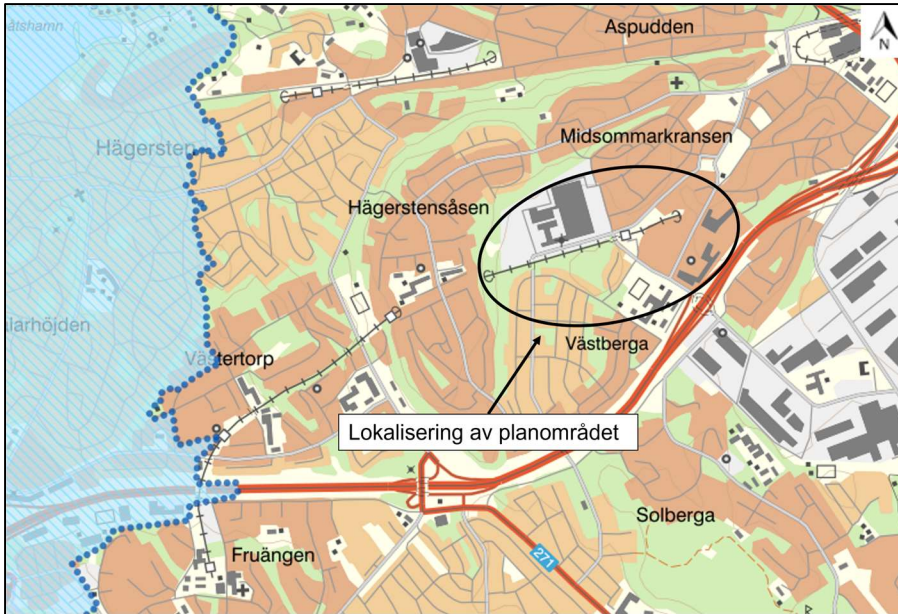 Aspudden
N
Midsommarkransen
Hägersten
Hägerstensåsen
Västberga
Västertorp
Lokalisering av planområdet
Solberga
271
Fruängen